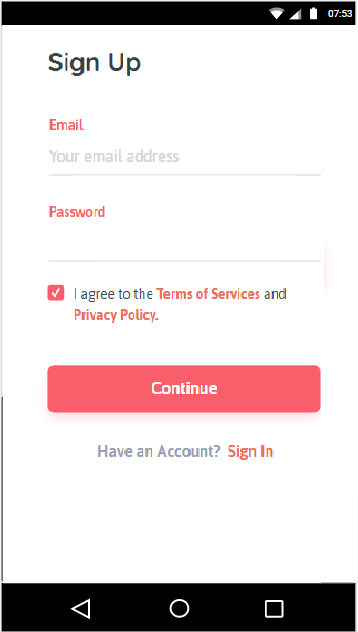 07:53
Sign Up
Email
Your email address
Password
I agree to the Terms of Services and
Privacy Policy.
Continue
Have an Account? Sign In